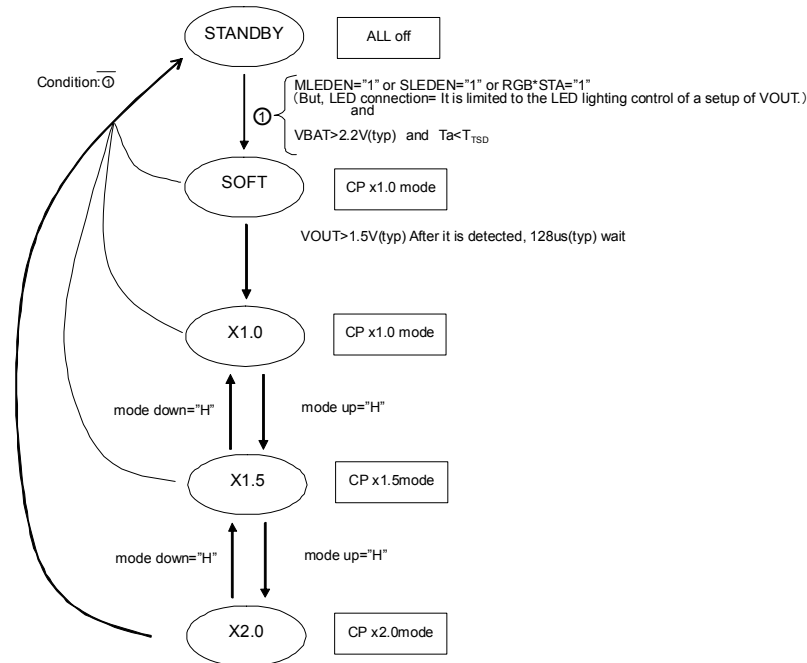 STANDBY
ALL off
Condition:①
① MLEDEN="1" or SLEDEN="1" or RGB*STA="1"
(But, LED connection= It is limited to the LED lighting control of a setup of VOUT.)
and
VBAT>2.2V(typ) and Ta<TTSD
SOFT
CP x1.0 mode
VOUT>1.5V(typ) After it is detected, 128us(typ) wait
X1.0
CP x1.0 mode
mode down="H"
mode up="H"
X1.5
CP x1.5mode
mode down="H"
mode up="H"
X2.0
CP x2.0mode